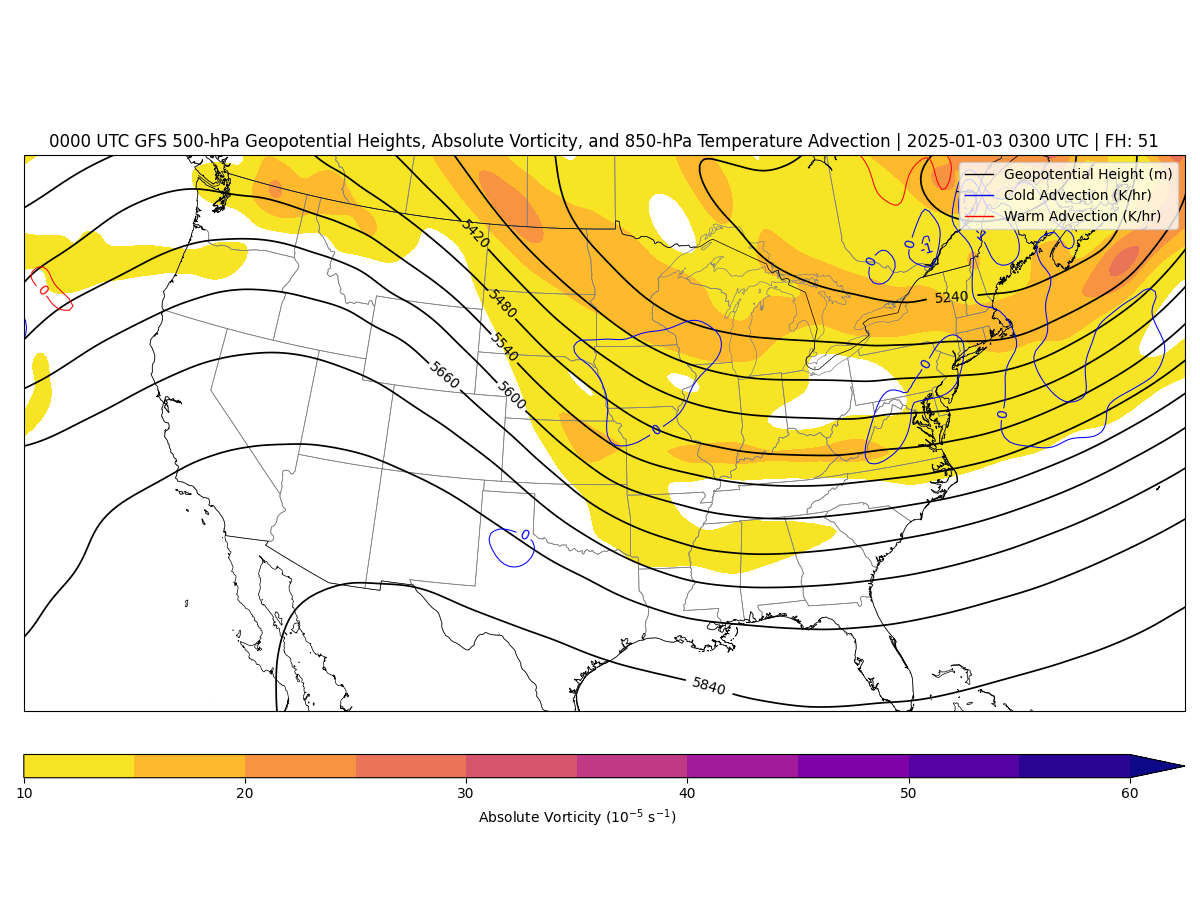 0000 UTC GFS 500-hPa Geopotential Heights, Absolute Vorticity, and 850-hPa Temperature Advection | 2025-01-03 0300 UTC | FH: 51
Geopotential Height (m)
Cold Advection (K/hr)
Warm Advection (K/hr)
5420
0
-1
0
0
5240
5480
5540
0
5660
5600
0
0
0
5840
10 20 30 40 50 60
Absolute Vorticity (10⁻⁵ s⁻¹)